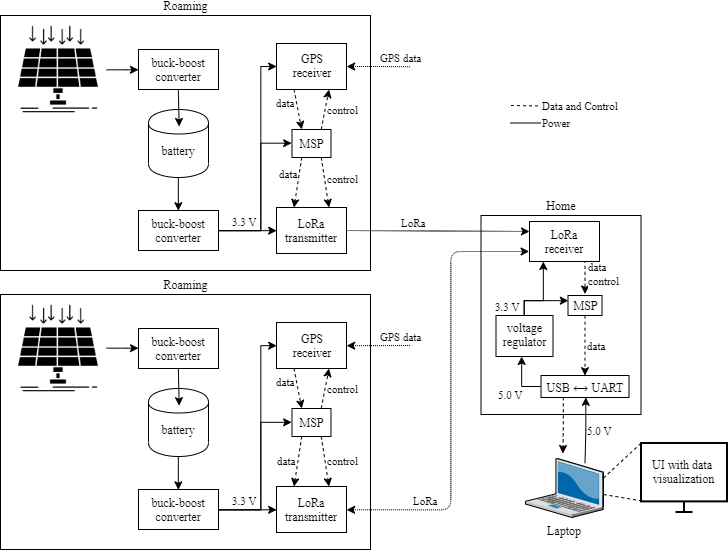 Roaming
buck-boost
converter
battery
buck-boost
converter
3.3 V
GPS
receiver
GPS data
data
control
MSP
data
control
LoRa
transmitter
LoRa
Data and Control
Power
Roaming
buck-boost
converter
battery
buck-boost
converter
3.3 V
GPS
receiver
GPS data
data
control
MSP
data
control
LoRa
transmitter
LoRa
Home
LoRa
receiver
data
control
3.3 V
MSP
voltage
regulator
data
5.0 V
USB ↔ UART
5.0 V
Laptop
UI with data
visualization